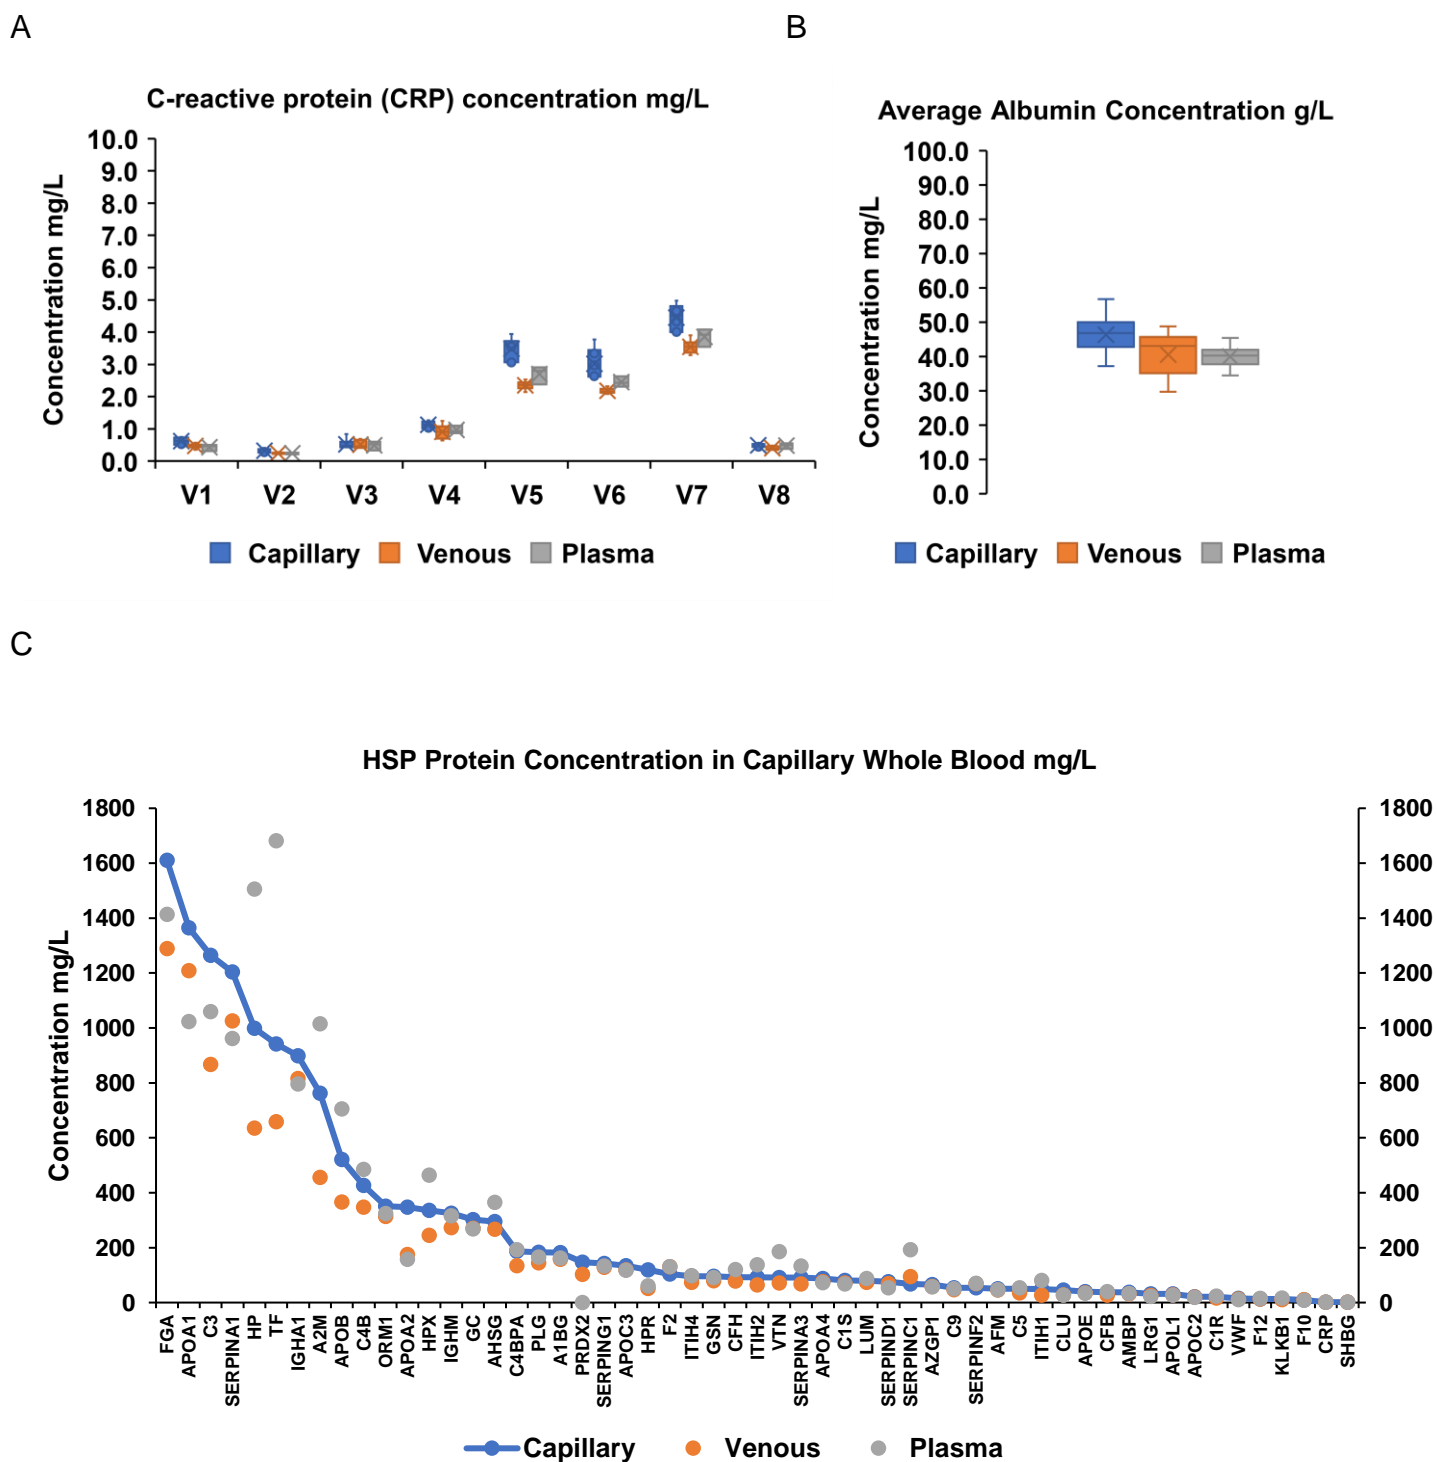 A
B
C-reactive protein (CRP) concentration mg/L
Concentration mg/L
10.0
9.0
8.0
7.0
6.0
5.0
4.0
3.0
2.0
1.0
0.0
V1 V2 V3 V4 V5 V6 V7 V8
Capillary Venous Plasma
Average Albumin Concentration g/L
Concentration mg/L
100.0
90.0
80.0
70.0
60.0
50.0
40.0
30.0
20.0
10.0
0.0
Capillary Venous Plasma
C
HSP Protein Concentration in Capillary Whole Blood mg/L
Concentration mg/L
1800 1800
1600 1600
1400 1400
1200 1200
1000 1000
800 800
600 600
400 400
200 200
0 0
FGA
APOA1
C3
SERPINA1
HP
TF
IGHA1
A2M
APOB
C4B
ORM1
APOA2
HPX
IGHM
GC
AHSG
C4BPA
PLG
A1BG
PRDX2
SERPING1
APOC3
HPR
F2
ITIH4
GSN
CFH
ITIH2
VTN
SERPINA3
APOA4
C1S
LUM
SERPIND1
SERPINC1
AZGP1
C9
SERPINF2
AFM
C5
ITIH1
CLU
APOE
CFB
AMBP
LRG1
APOL1
APOC2
C1R
VWF
F12
KLKB1
F10
CRP
SHBG
Capillary Venous Plasma